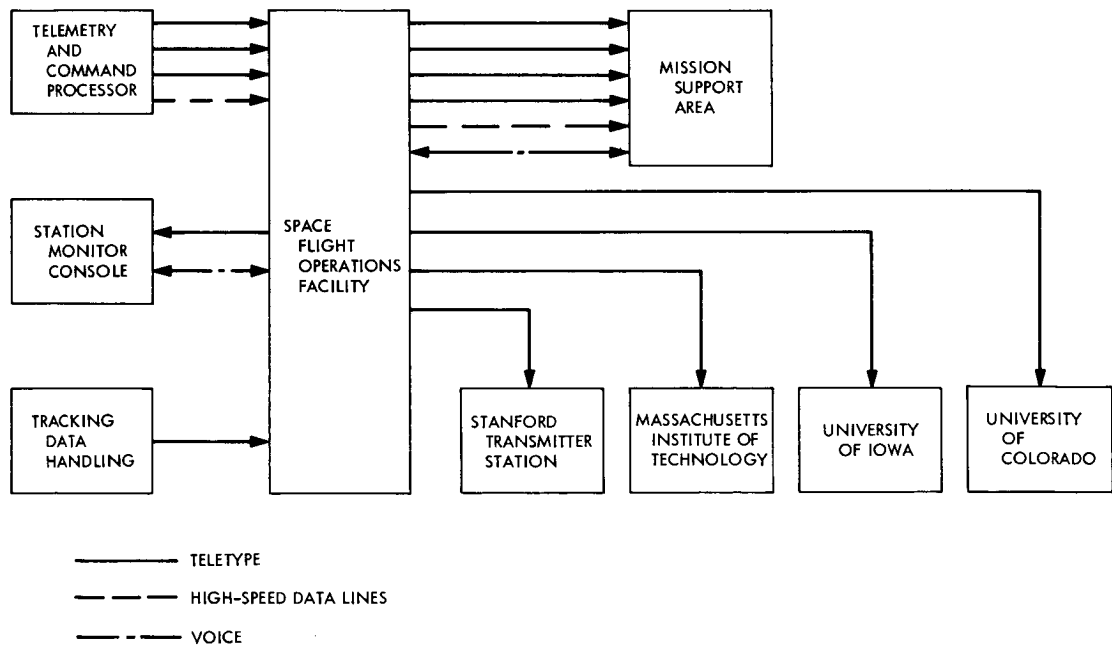 TELEMETRY
AND
COMMAND
PROCESSOR
MISSION
SUPPORT
AREA
STATION
MONITOR
CONSOLE
SPACE
FLIGHT
OPERATIONS
FACILITY
TRACKING
DATA
HANDLING
STANFORD
TRANSMITTER
STATION
MASSACHUSETTS
INSTITUTE OF
TECHNOLOGY
UNIVERSITY
OF IOWA
UNIVERSITY
OF
COLORADO
TELETYPE
HIGH-SPEED DATA LINES
VOICE